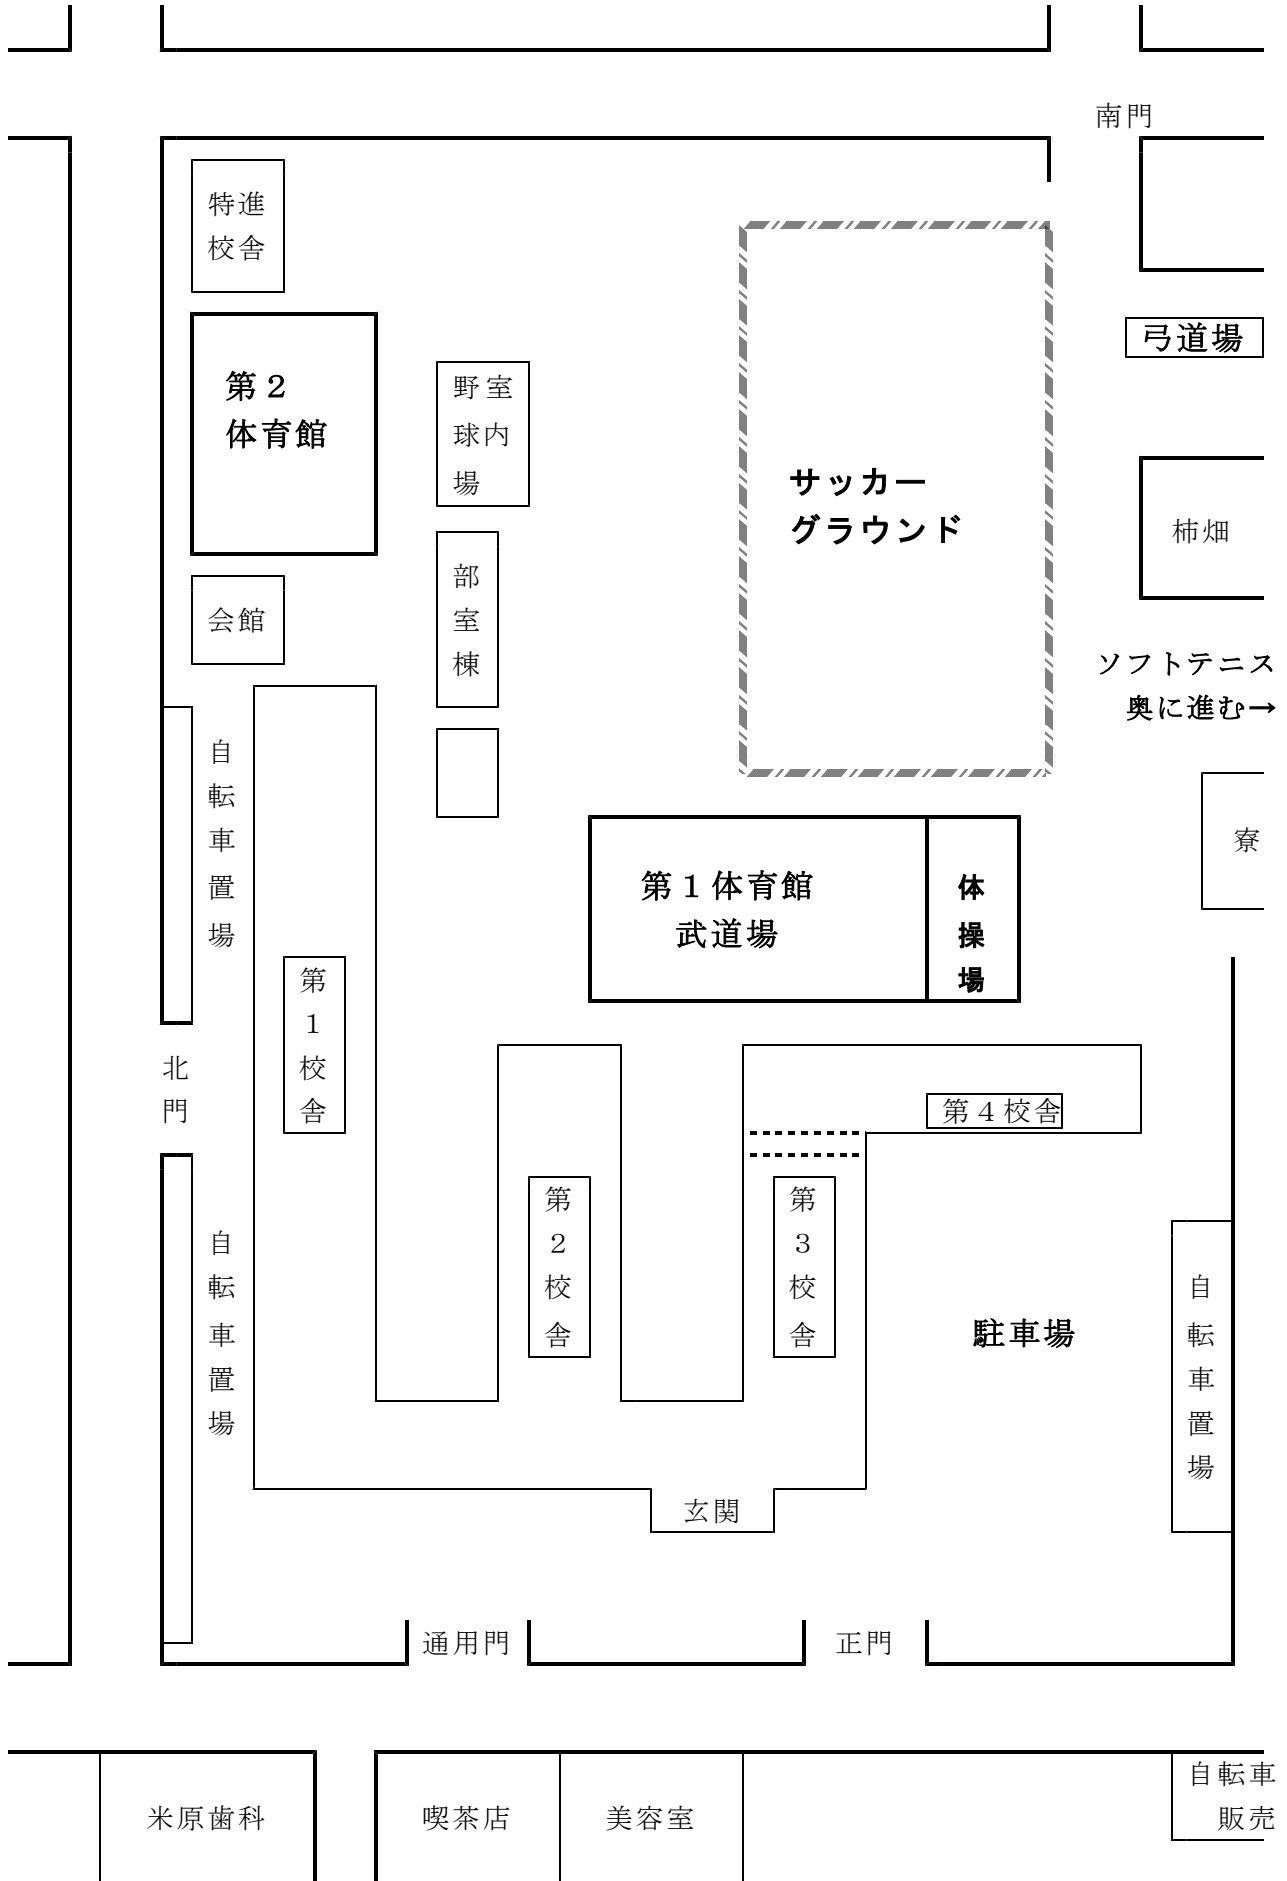 南門
特進
校舎
弓道場
第２
体育館
野室
球内
場
サッカー
グラウンド
柿畑
部
室
棟
会館
ソフトテニス
奥に進む→
自
転
車
置
場
寮
第１体育館
武道場
体
操
場
第
１
校
舎
北
門
第４校舎
第
２
校
舎
第
３
校
舎
自
転
車
置
場
駐車場
自
転
車
置
場
玄関
通用門
正門
米原歯科
喫茶店
美容室
自転車
販売